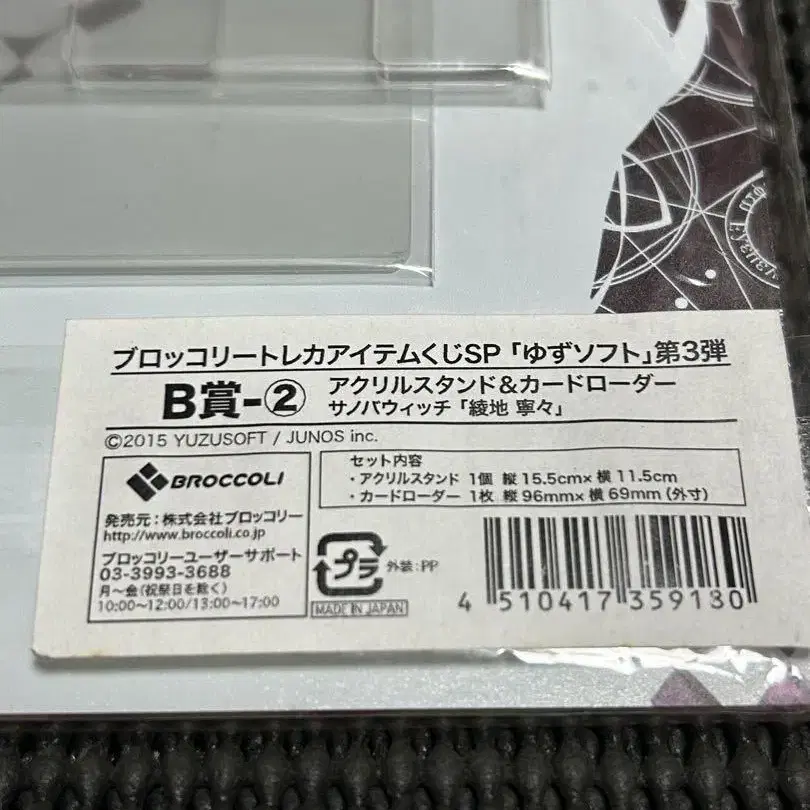 ブロッコリートレカアイテムくじSP「ゆずソフト」第3弾
B賞-② アクリルスタンド&カードローダー
サノバウィッチ「綾地 寧々」
©2015 YUZUSOFT / JUNOS inc.
BROCCOLI
発売元：株式会社ブロッコリー
http://www.broccoli.co.jp
ブロッコリーユーザーサポート
03-3993-3688
月〜金（祝祭日を除く）
10:00〜12:00/13:00〜17:00
セット内容
・アクリルスタンド 1個 縦15.5cm×横11.5cm
・カードローダー 1枚 縦96mm×横69mm（外寸）
プラ 外装：PP
MADE IN JAPAN
4 510417 359130